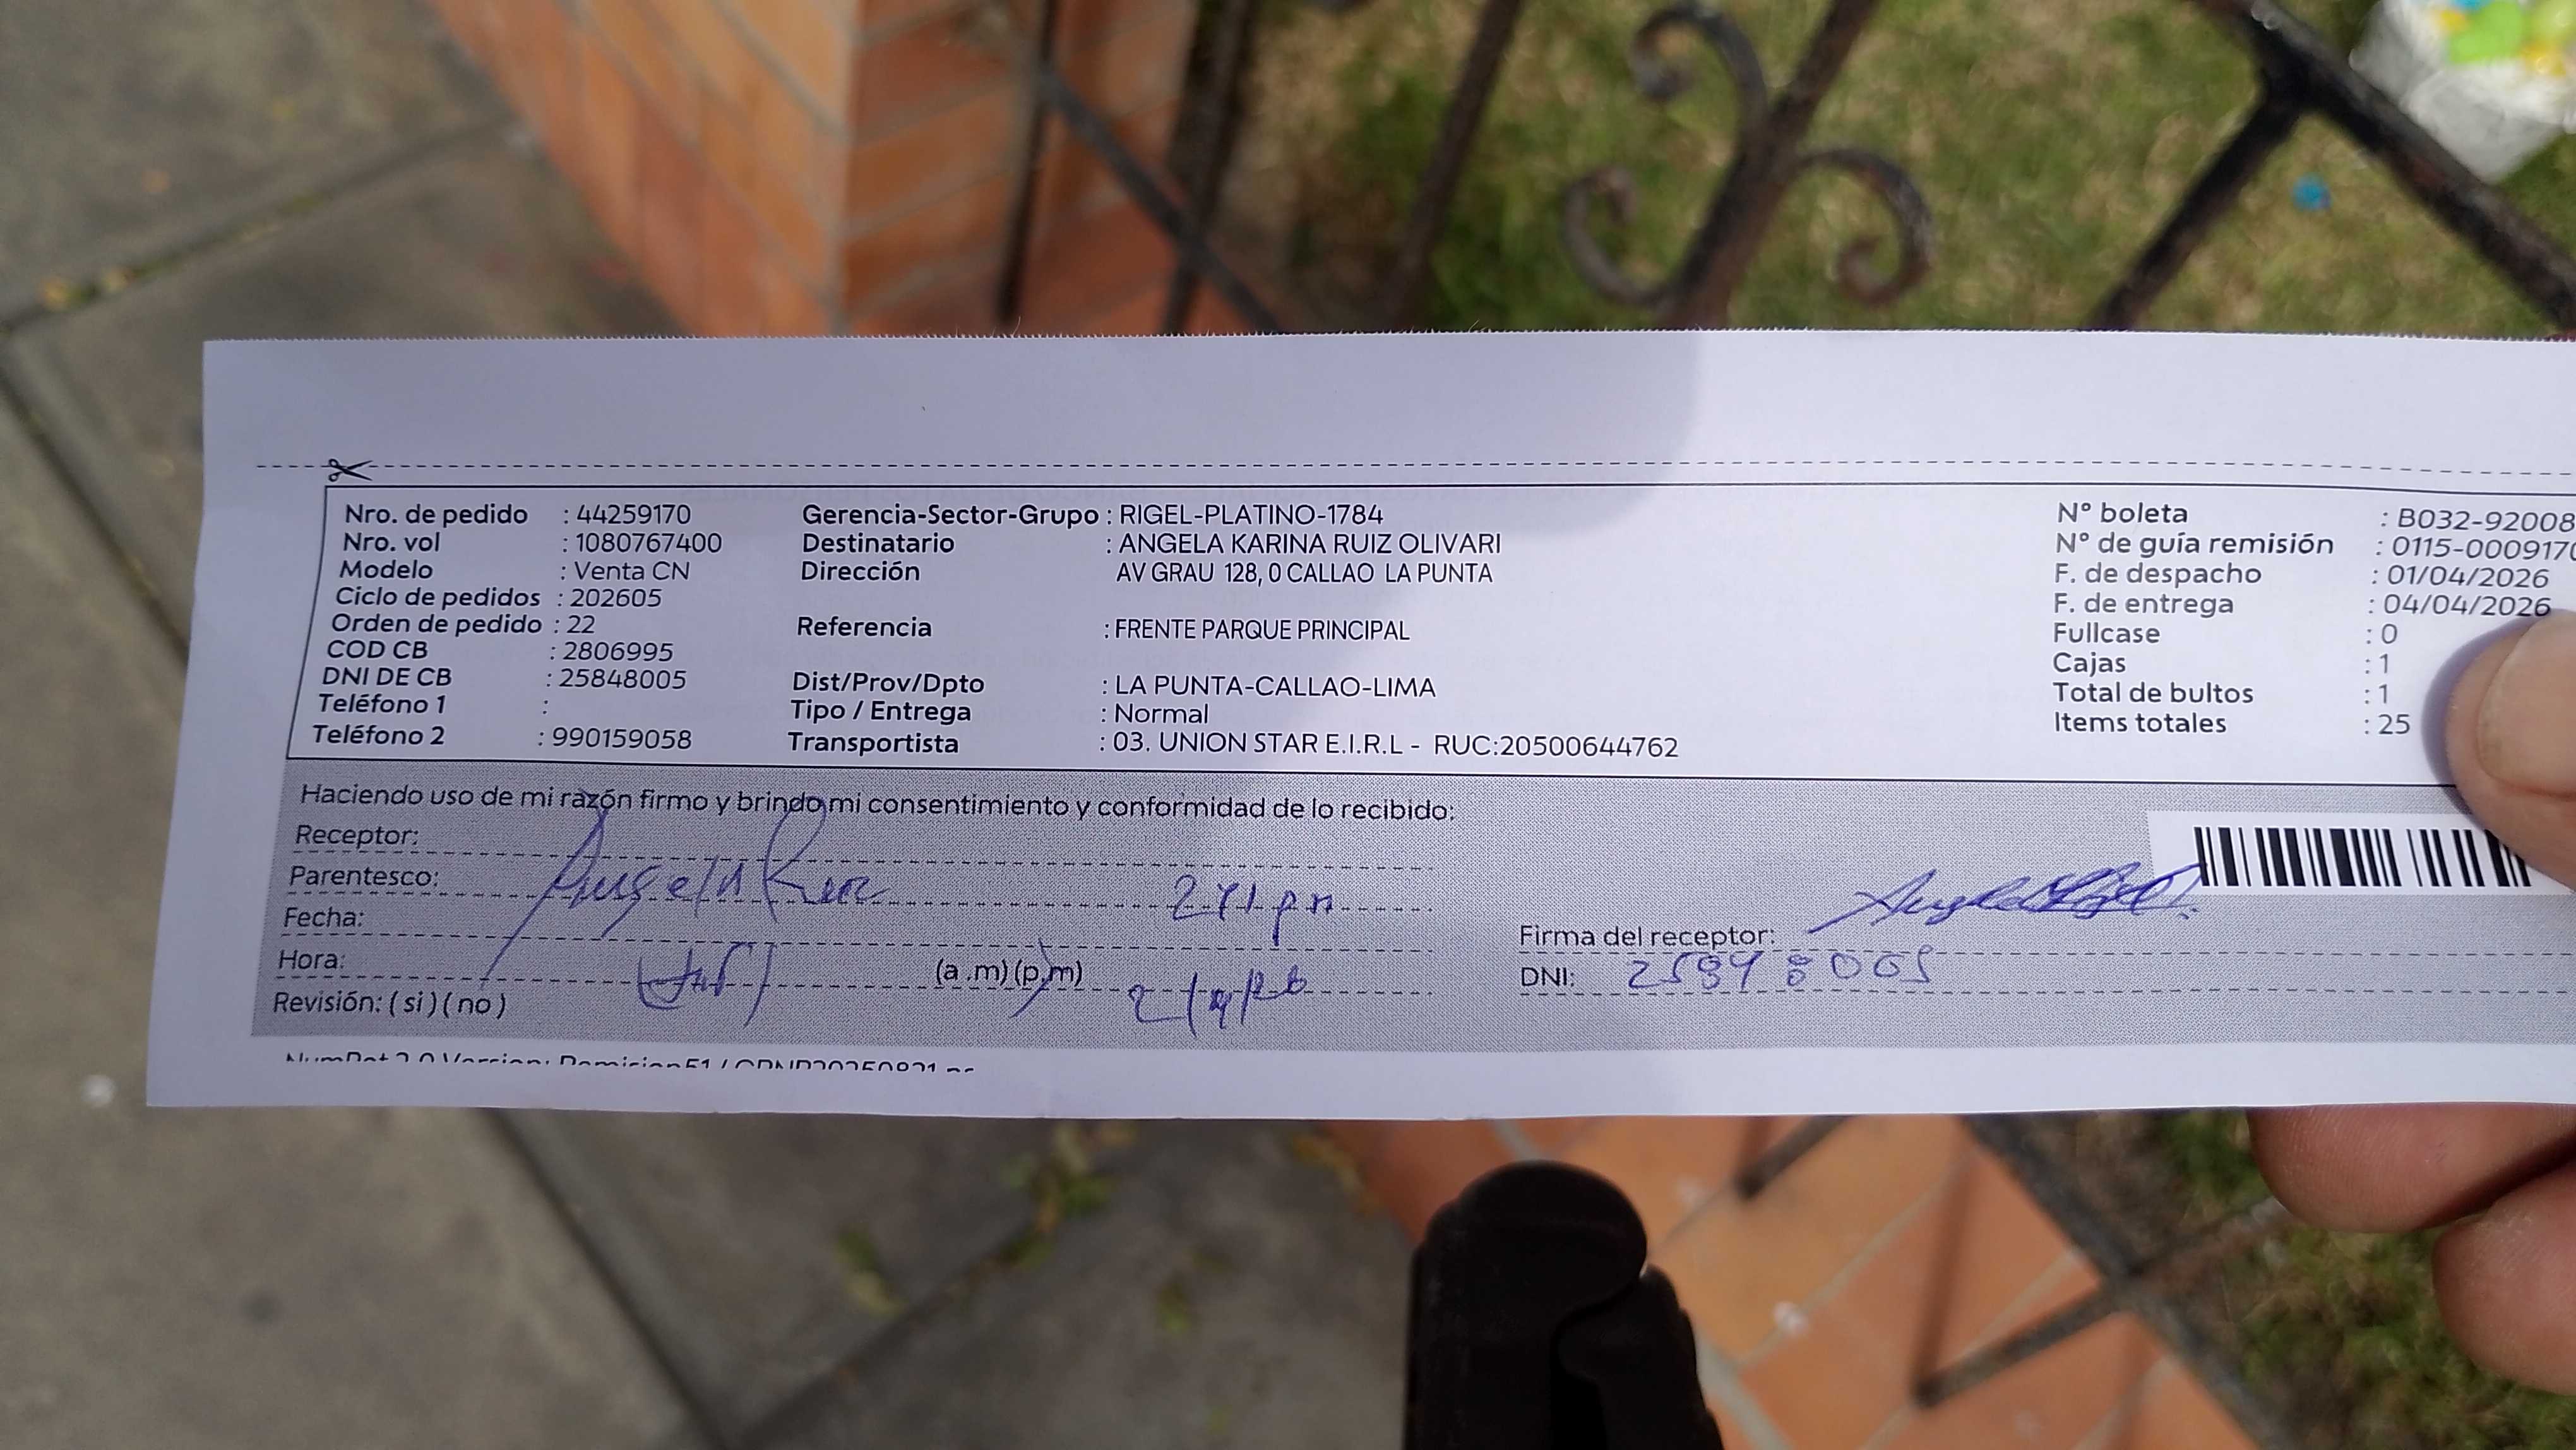 Nro. de pedido : 44259170
Nro. vol : 1080767400
Modelo : Venta CN
Ciclo de pedidos : 202605
Orden de pedido : 22
COD CB : 2806995
DNI DE CB : 25848005
Teléfono 1 :
Teléfono 2 : 990159058
Gerencia-Sector-Grupo : RIGEL-PLATINO-1784
Destinatario : ANGELA KARINA RUIZ OLIVARI
Dirección AV GRAU 128, 0 CALLAO LA PUNTA
Referencia : FRENTE PARQUE PRINCIPAL
Dist/Prov/Dpto : LA PUNTA-CALLAO-LIMA
Tipo / Entrega : Normal
Transportista : 03. UNION STAR E.I.R.L - RUC:20500644762
N° boleta : B032-92008
N° de guía remisión : 0115-000917
F. de despacho : 01/04/2026
F. de entrega : 04/04/2026
Fullcase : 0
Cajas : 1
Total de bultos : 1
Items totales : 25
Haciendo uso de mi razón firmo y brindo mi consentimiento y conformidad de lo recibido:
Receptor:
Parentesco: Angela Ruiz
Fecha:
Hora: (a .m) (p.m)
Revisión: ( si ) ( no )
Firma del receptor:
DNI: